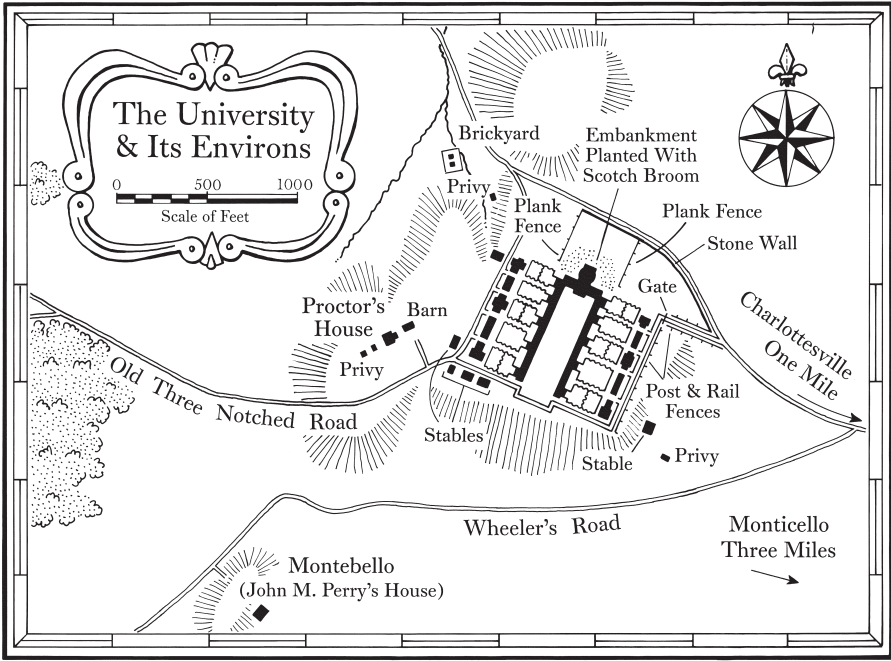 The University
& Its Environs
0 500 1000
Scale of Feet
Brickyard
Embankment
Planted With
Scotch Broom
Privy
Plank
Fence
Plank Fence
Stone Wall
Gate
Proctor's
House
Barn
Privy
Charlottesville
One Mile
Old Three Notched Road
Post & Rail
Fences
Stables
Stable
Privy
Wheeler's Road
Monticello
Three Miles
Montebello
(John M. Perry's House)